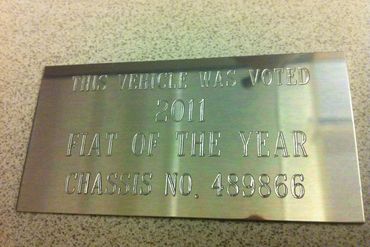 THIS VEHICLE WAS VOTED
2011
FIAT OF THE YEAR
CHASSIS NO. 489866